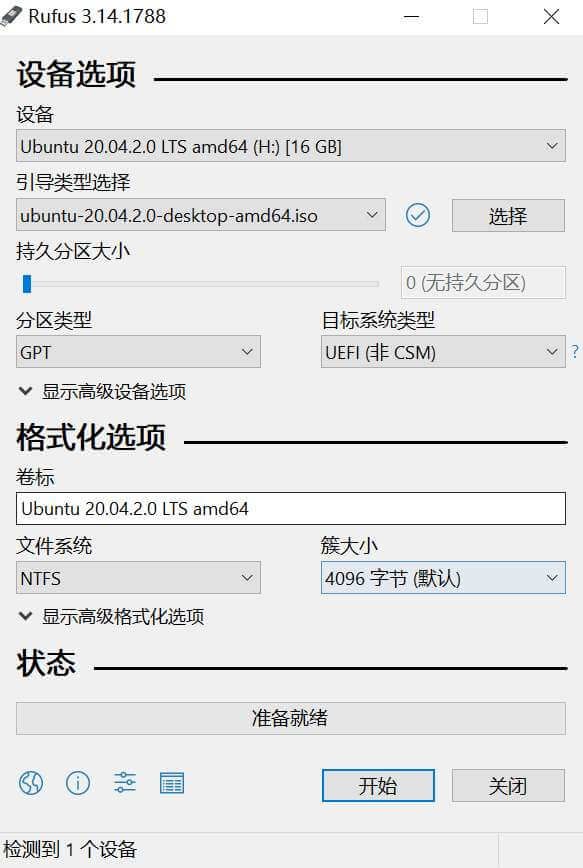 Rufus 3.14.1788
设备选项
设备
Ubuntu 20.04.2.0 LTS amd64 (H:) [16 GB]
引导类型选择
ubuntu-20.04.2.0-desktop-amd64.iso
选择
持久分区大小
0 (无持久分区)
分区类型 目标系统类型
GPT UEFI (非 CSM) ?
显示高级设备选项
格式化选项
卷标
Ubuntu 20.04.2.0 LTS amd64
文件系统 簇大小
NTFS 4096 字节 (默认)
显示高级格式化选项
状态
准备就绪
开始 关闭
检测到 1 个设备